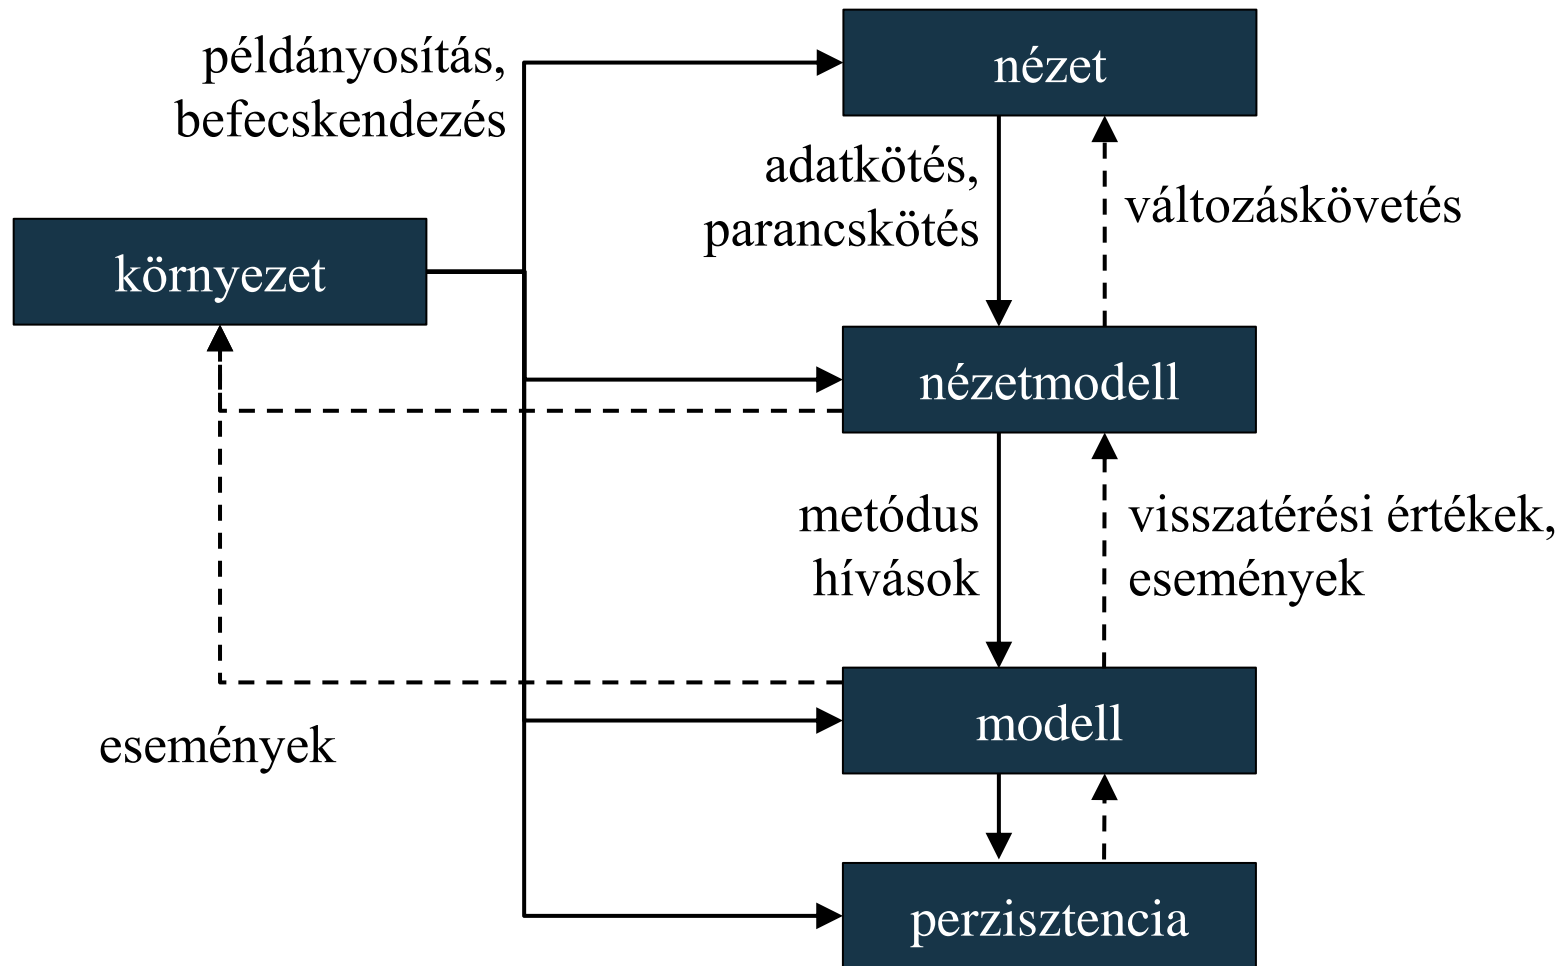 példányosítás,
befecskendezés
nézet
adatkötés,
parancskötés
változáskövetés
környezet
nézetmodell
metódus
hívások
visszatérési értékek,
események
események
modell
perzisztencia